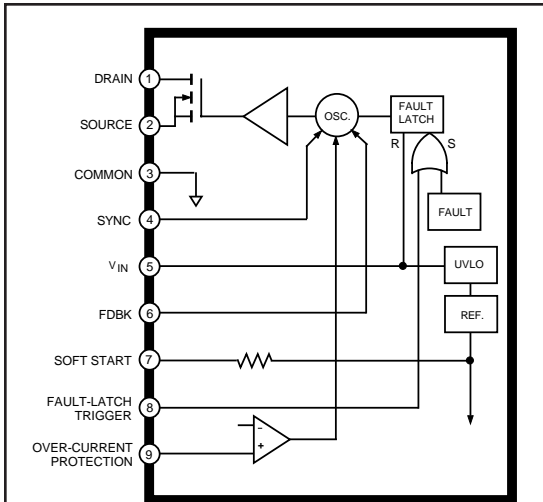 DRAIN 1
SOURCE 2
COMMON 3
SYNC 4
VIN 5
FDBK 6
SOFT START 7
FAULT-LATCH
TRIGGER 8
OVER-CURRENT
PROTECTION 9
OSC.
FAULT
LATCH
R S
FAULT
UVLO
REF.
−
+